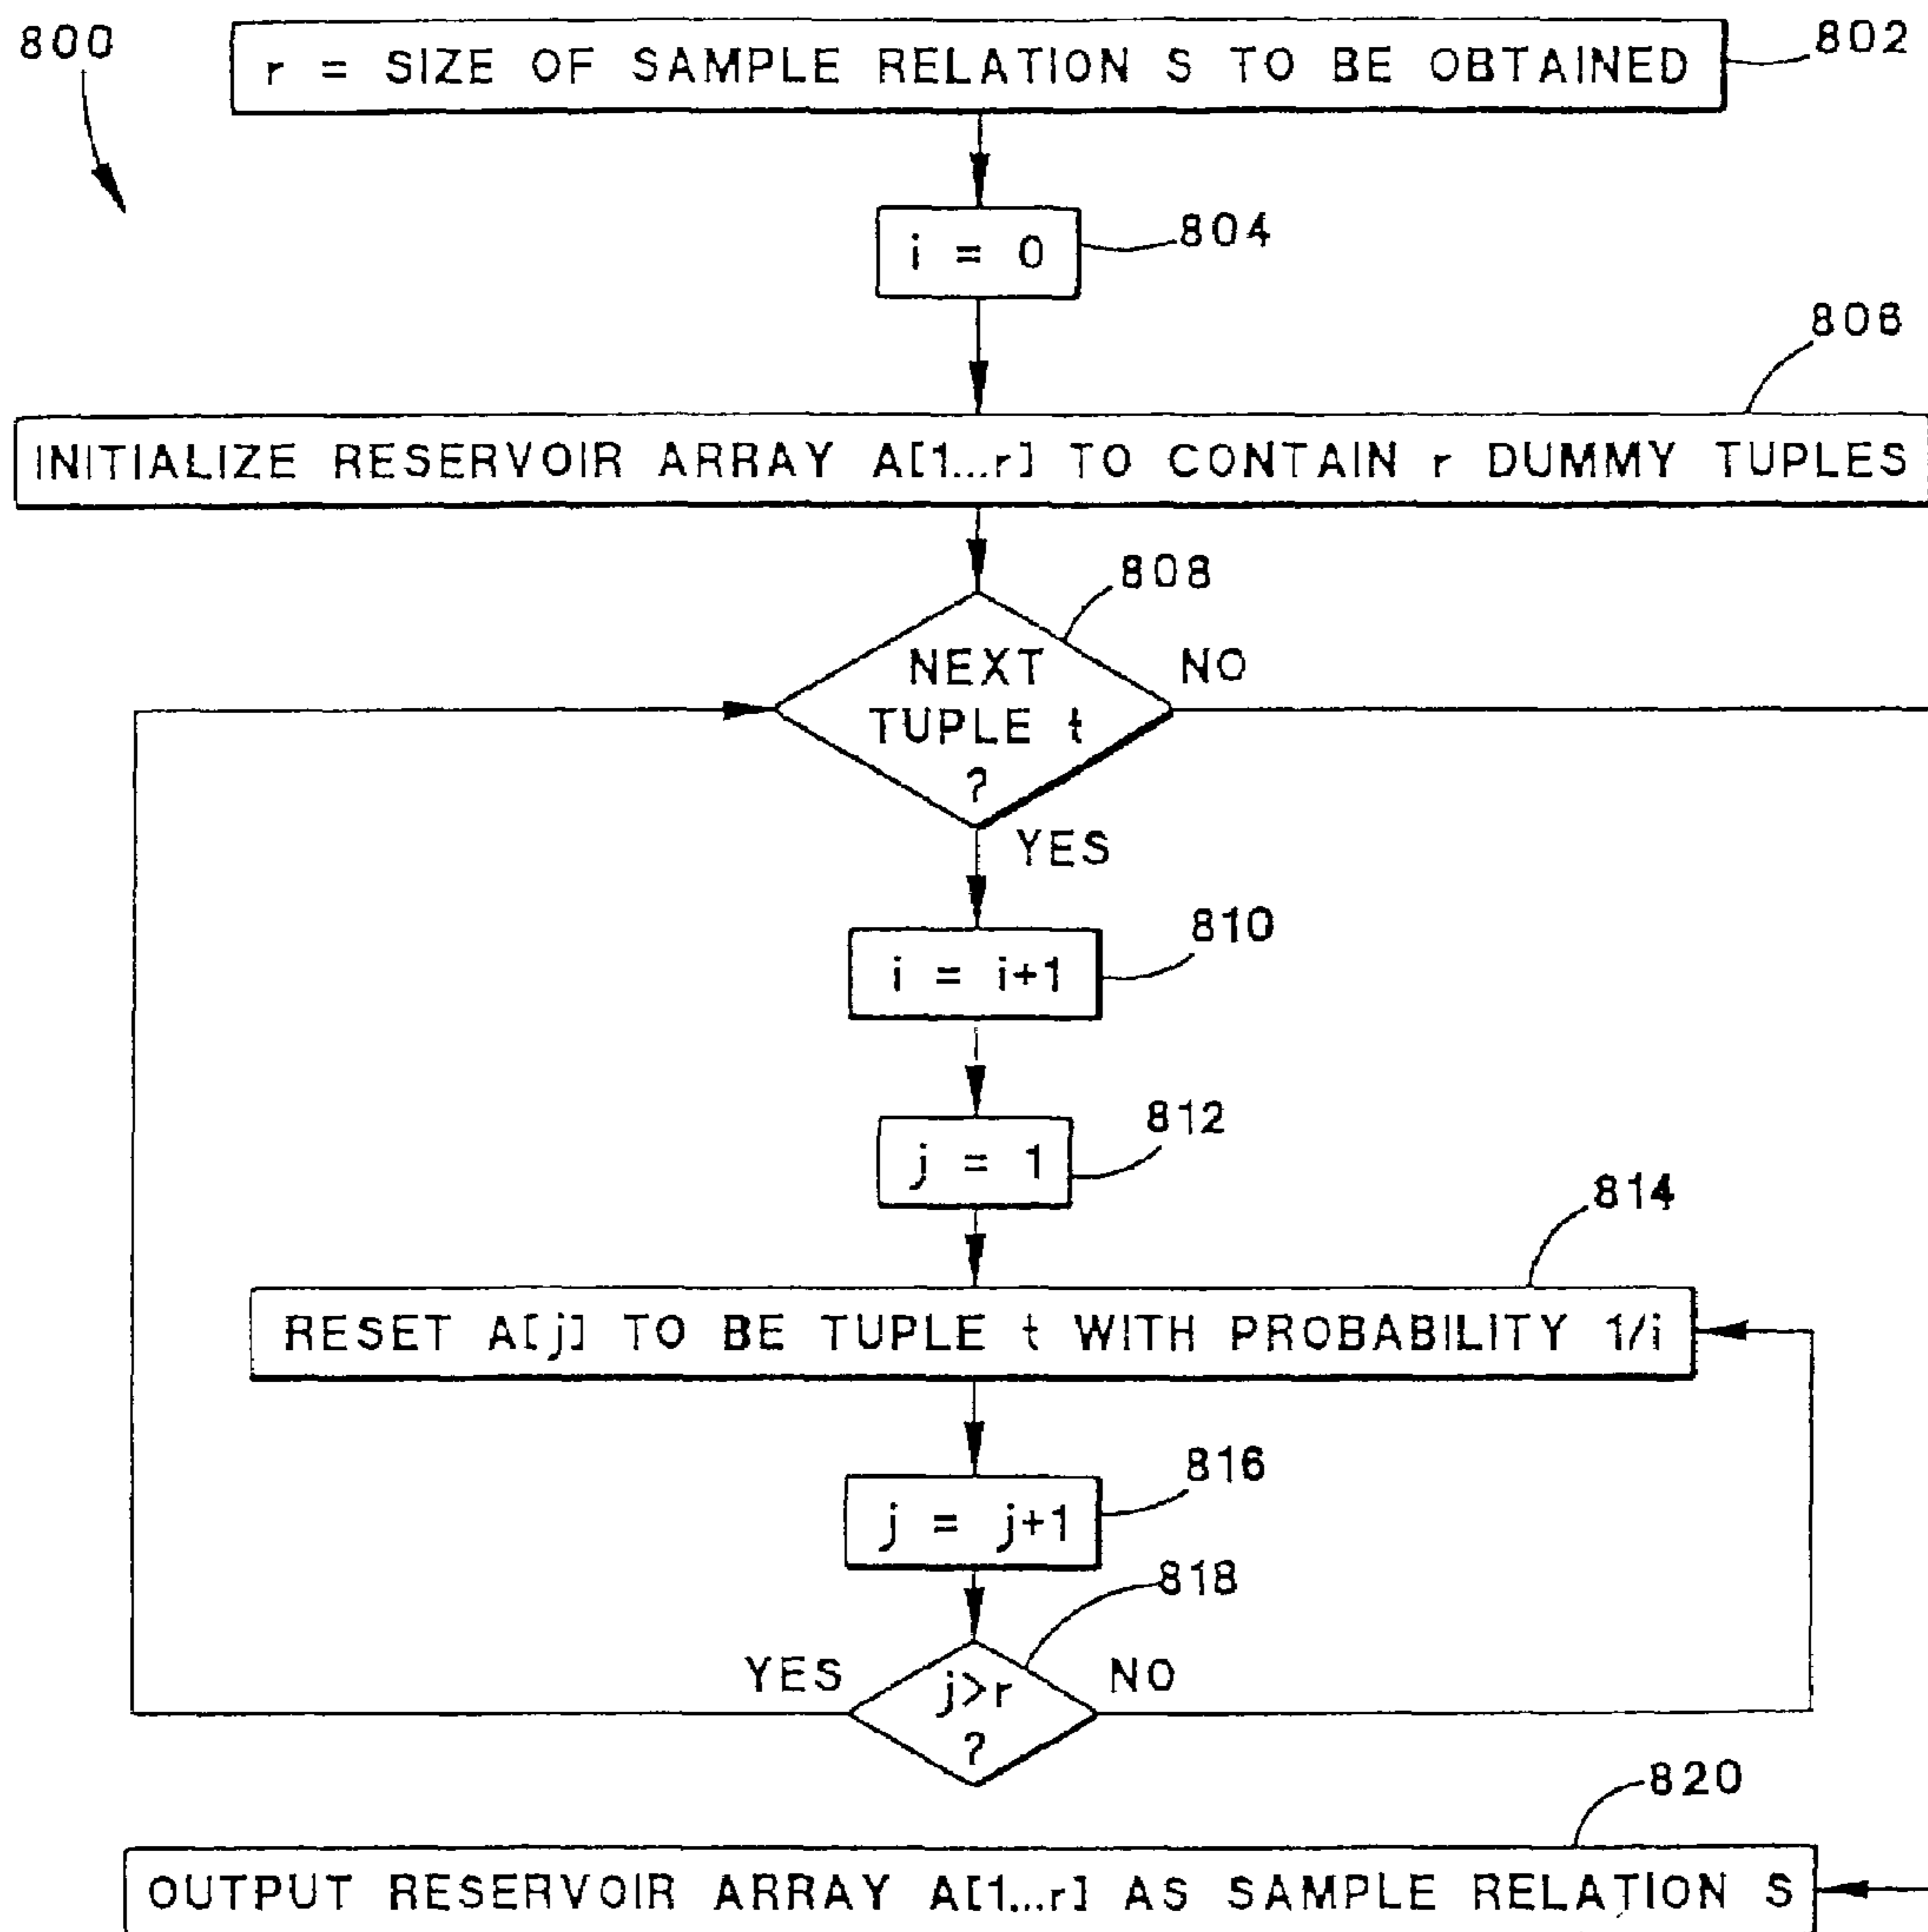 800
r = SIZE OF SAMPLE RELATION S TO BE OBTAINED
802
i = 0
804
806
INITIALIZE RESERVOIR ARRAY A[1...r] TO CONTAIN r DUMMY TUPLES
808
NEXT
TUPLE t
?
NO
YES
i = i+1
810
j = 1
812
814
RESET A[j] TO BE TUPLE t WITH PROBABILITY 1/i
j = j+1
816
818
YES
j>r
?
NO
820
OUTPUT RESERVOIR ARRAY A[1...r] AS SAMPLE RELATION S